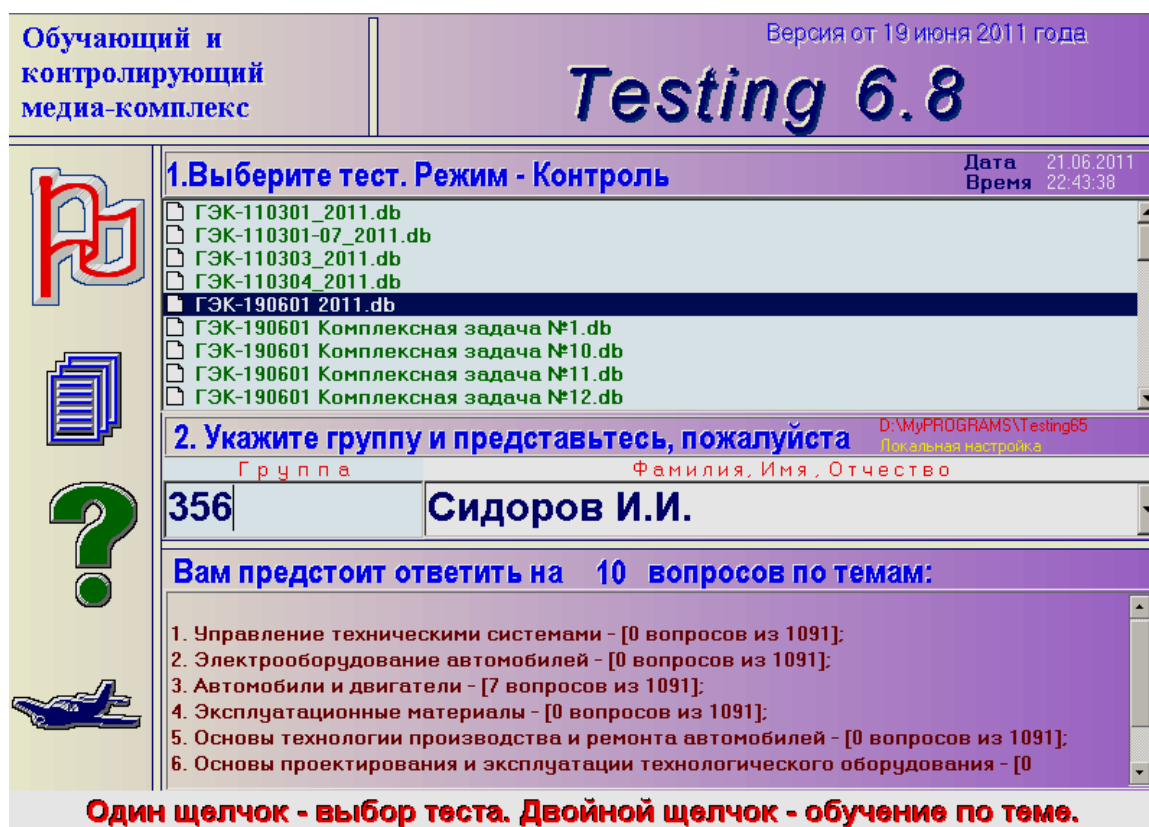 Обучающий и
контролирующий
медиа-комплекс
Версия от 19 июня 2011 года
Testing 6.8
1.Выберите тест. Режим - Контроль
Дата 21.06.2011
Время 22:43:38
ГЭК-110301_2011.db
ГЭК-110301-07_2011.db
ГЭК-110303_2011.db
ГЭК-110304_2011.db
ГЭК-190601 2011.db
ГЭК-190601 Комплексная задача №1.db
ГЭК-190601 Комплексная задача №10.db
ГЭК-190601 Комплексная задача №11.db
ГЭК-190601 Комплексная задача №12.db
2. Укажите группу и представьтесь, пожалуйста
D:\MyPROGRAMS\Testing65
Локальная настройка
Группа Фамилия, Имя, Отчество
356 Сидоров И.И.
Вам предстоит ответить на 10 вопросов по темам:
1. Управление техническими системами - [0 вопросов из 1091];
2. Электрооборудование автомобилей - [0 вопросов из 1091];
3. Автомобили и двигатели - [7 вопросов из 1091];
4. Эксплуатационные материалы - [0 вопросов из 1091];
5. Основы технологии производства и ремонта автомобилей - [0 вопросов из 1091];
6. Основы проектирования и эксплуатации технологического оборудования - [0
Один щелчок - выбор теста. Двойной щелчок - обучение по теме.